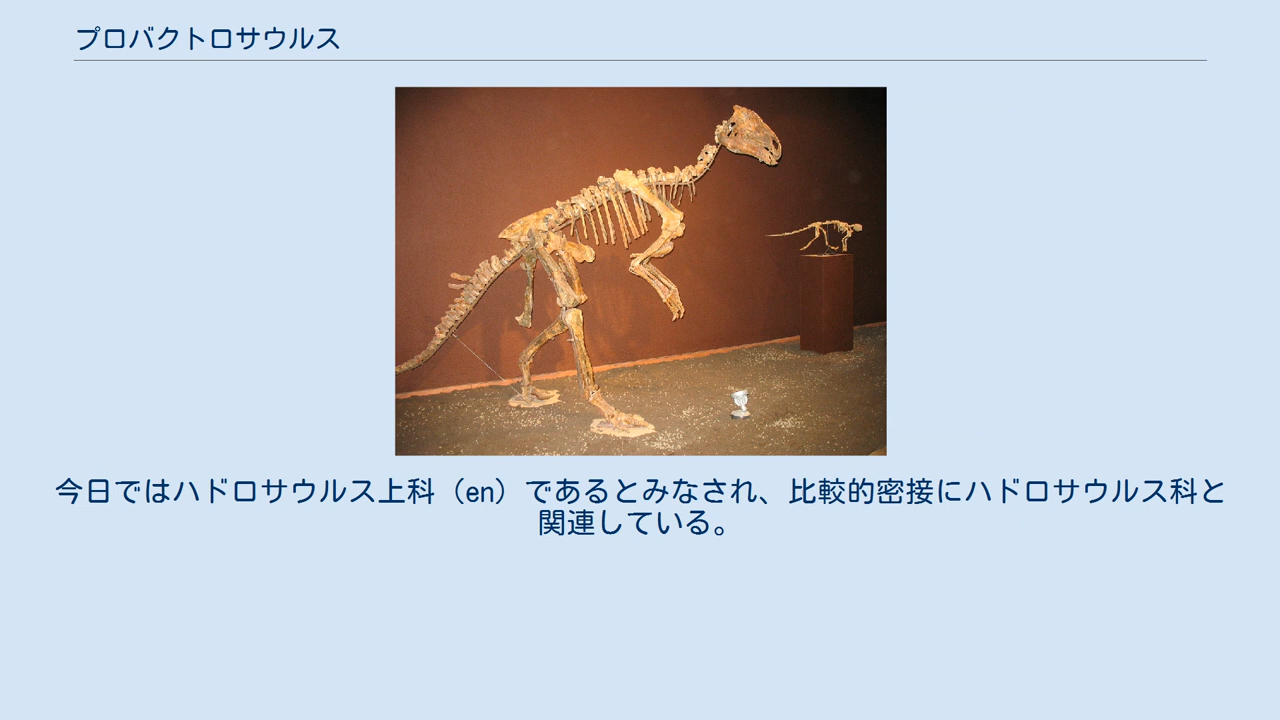 プロバクトロサウルス
今日ではハドロサウルス上科（en）であるとみなされ、比較的密接にハドロサウルス科と
関連している。